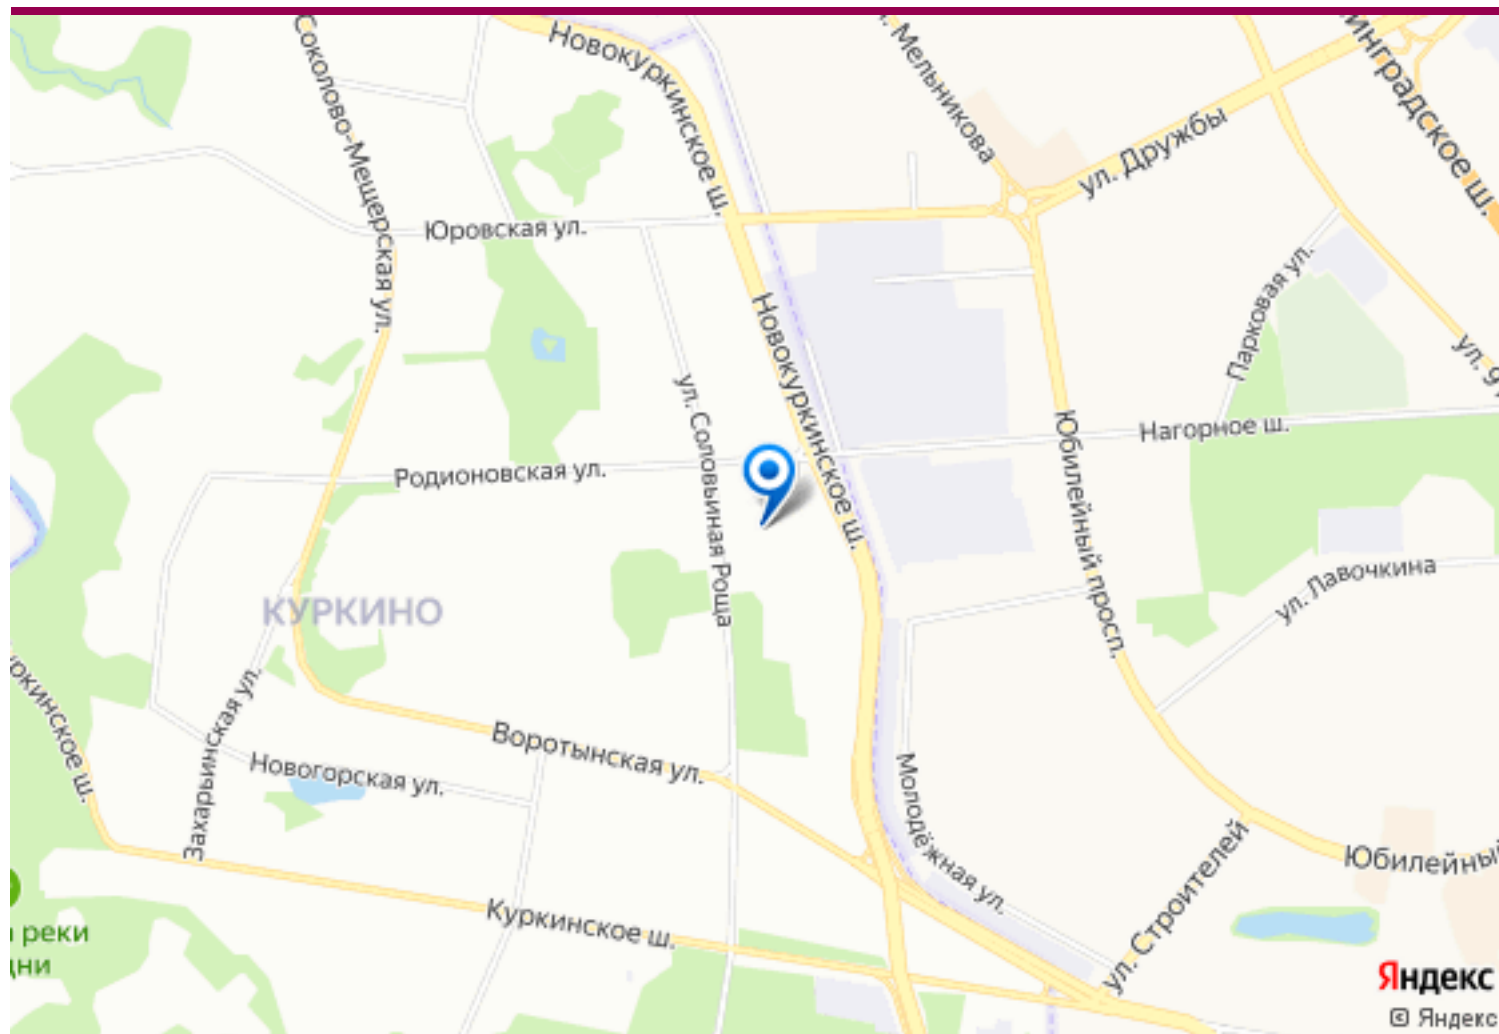 Соколово-Мещерская ул.
Новокуркинское ш.
Мельникова
ул. Дружбы
Юровская ул.
Парковая ул.
Новокуркинское ш.
ул. Соловьиная Роща
Юбилейный просп.
Нагорное ш.
Родионовская ул.
ул. Лавочкина
КУРКИНО
Захарьинская ул.
Воротынская ул.
Новогорская ул.
Молодёжная ул.
ул. Строителей
Куркинское ш.
реки
Яндекс
© Яндекс